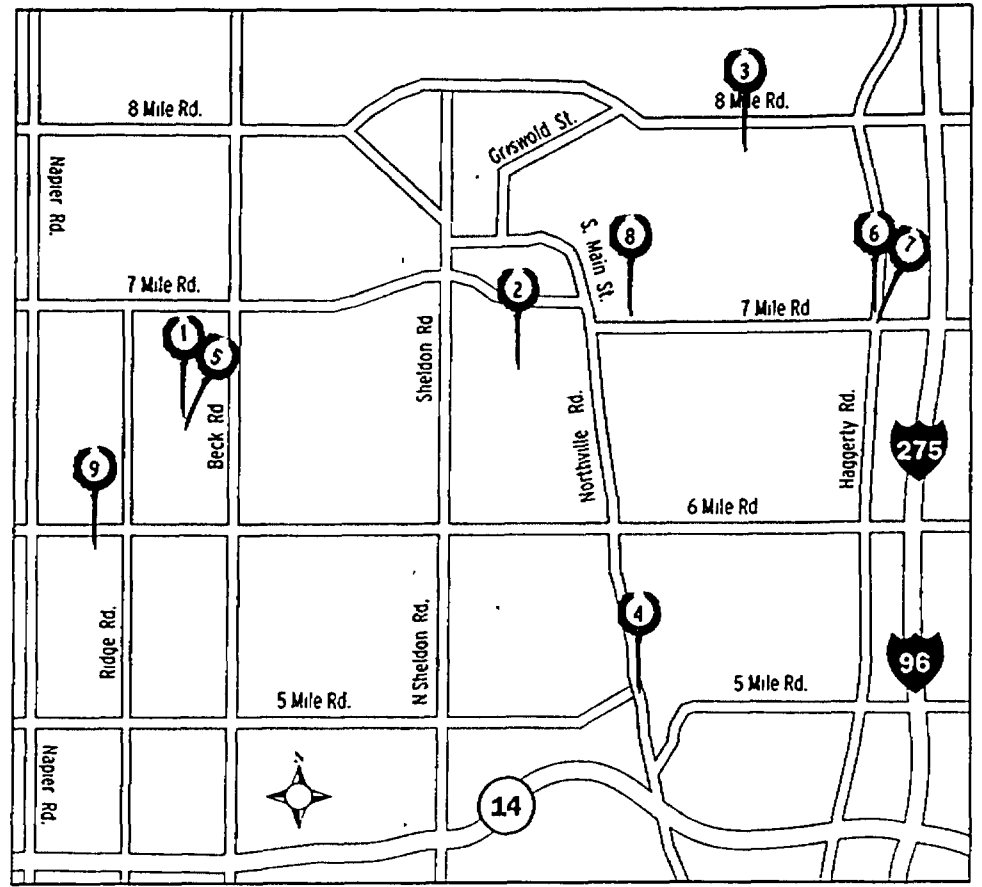 3
8 Mile Rd.
8 Mile Rd.
Griswold St.
Napier Rd.
S. Main St.
8
6
7
7 Mile Rd.
2
7 Mile Rd
1
5
Sheldon Rd
Beck Rd
Northville Rd.
Haggerty Rd.
275
9
6 Mile Rd
4
Ridge Rd.
N Sheldon Rd.
96
5 Mile Rd.
5 Mile Rd.
Napier Rd.
14